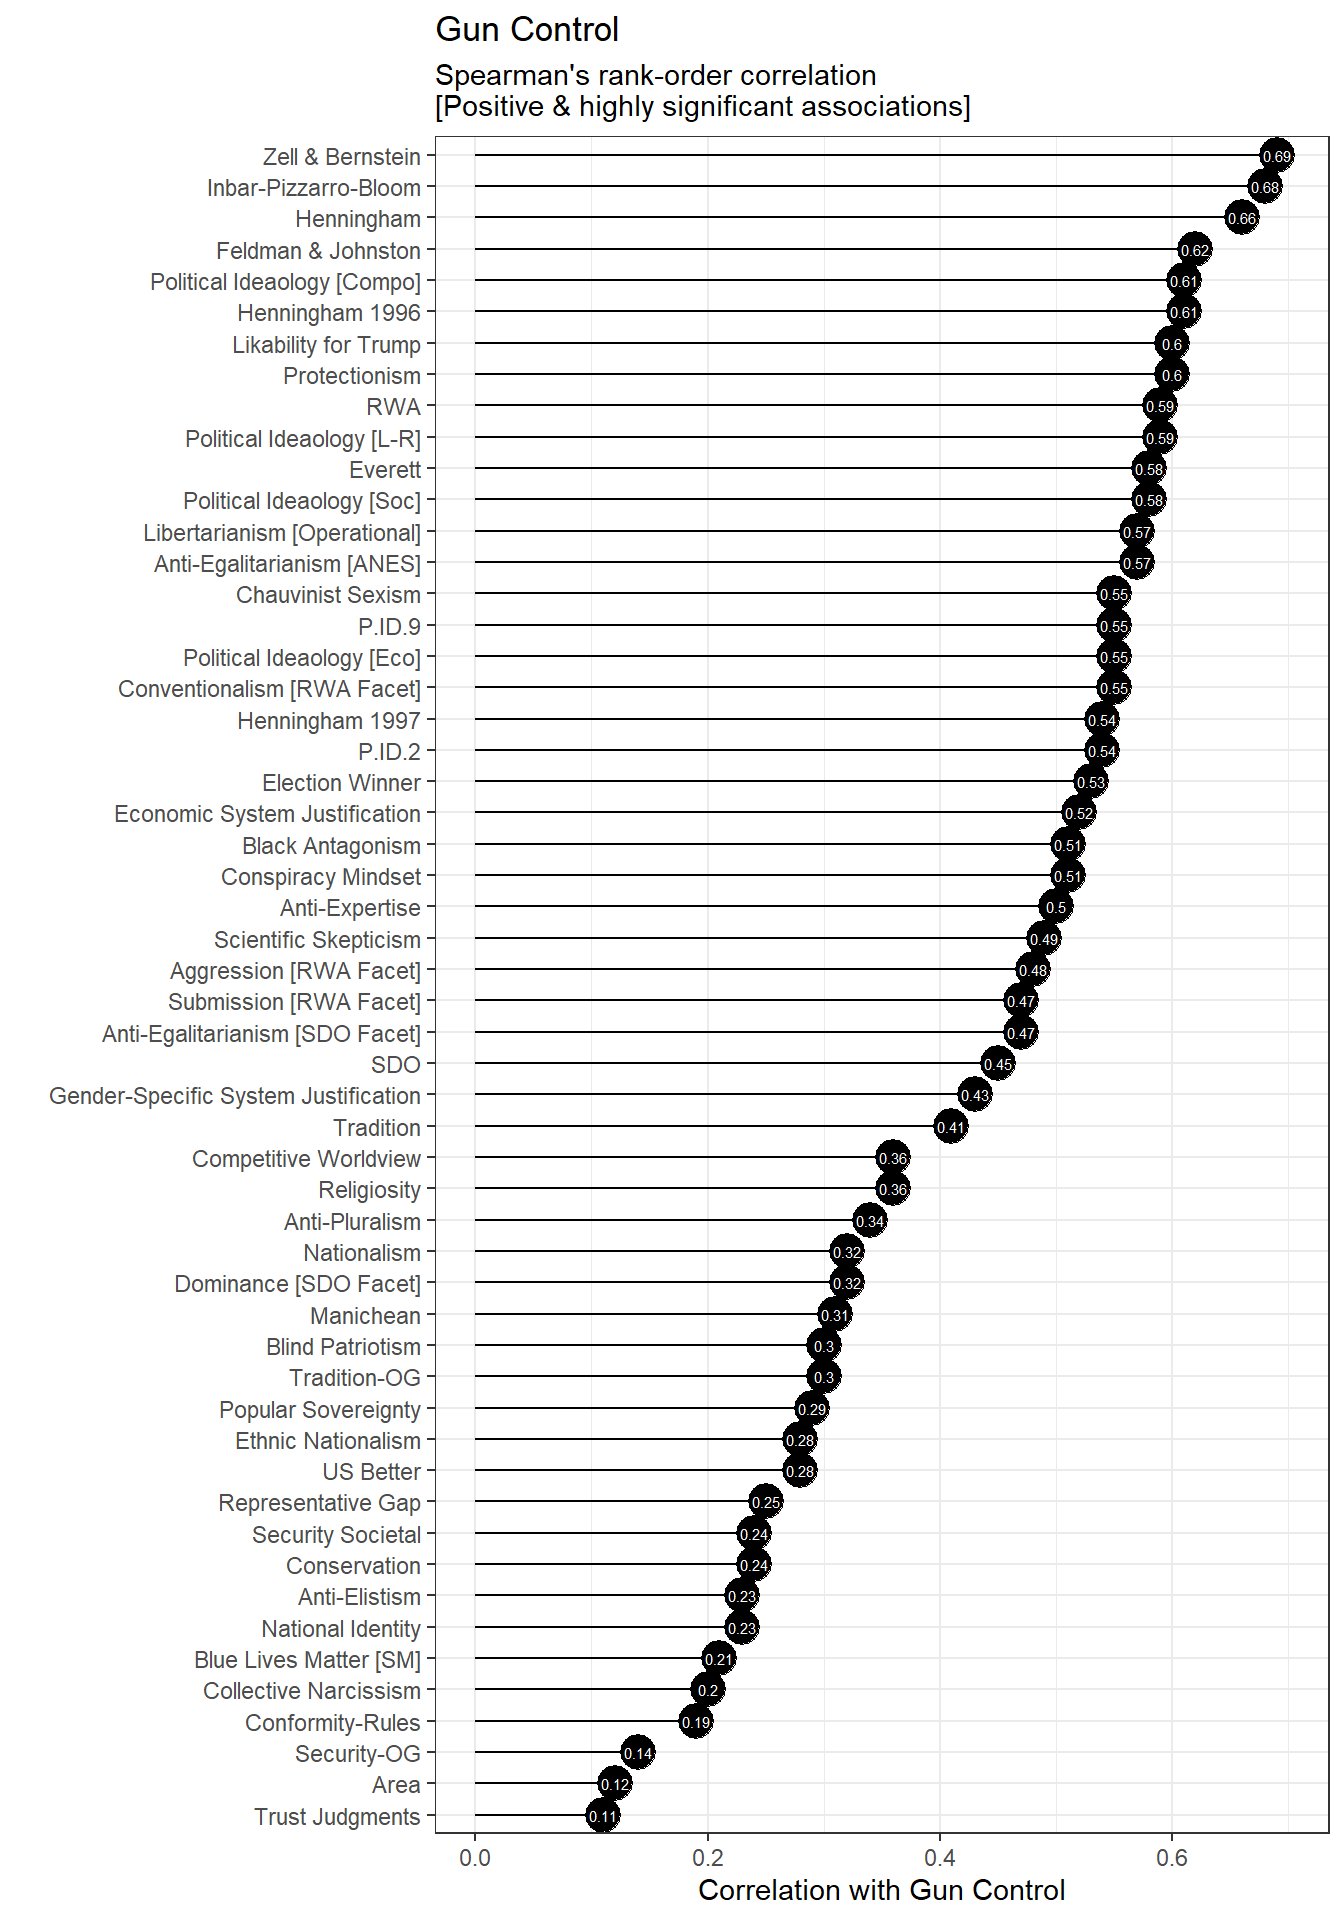 Gun Control
Spearman's rank-order correlation
[Positive & highly significant associations]
Zell & Bernstein 0.69
Inbar-Pizzarro-Bloom 0.68
Henningham 0.66
Feldman & Johnston 0.62
Political Ideaology [Compo] 0.61
Henningham 1996 0.61
Likability for Trump 0.6
Protectionism 0.6
RWA 0.59
Political Ideaology [L-R] 0.59
Everett 0.58
Political Ideaology [Soc] 0.58
Libertarianism [Operational] 0.57
Anti-Egalitarianism [ANES] 0.57
Chauvinist Sexism 0.55
P.ID.9 0.55
Political Ideaology [Eco] 0.55
Conventionalism [RWA Facet] 0.55
Henningham 1997 0.54
P.ID.2 0.54
Election Winner 0.53
Economic System Justification 0.52
Black Antagonism 0.51
Conspiracy Mindset 0.51
Anti-Expertise 0.5
Scientific Skepticism 0.49
Aggression [RWA Facet] 0.48
Submission [RWA Facet] 0.47
Anti-Egalitarianism [SDO Facet] 0.47
SDO 0.45
Gender-Specific System Justification 0.43
Tradition 0.41
Competitive Worldview 0.36
Religiosity 0.36
Anti-Pluralism 0.34
Nationalism 0.32
Dominance [SDO Facet] 0.32
Manichean 0.31
Blind Patriotism 0.3
Tradition-OG 0.3
Popular Sovereignty 0.29
Ethnic Nationalism 0.28
US Better 0.28
Representative Gap 0.25
Security Societal 0.24
Conservation 0.24
Anti-Elistism 0.23
National Identity 0.23
Blue Lives Matter [SM] 0.21
Collective Narcissism 0.2
Conformity-Rules 0.19
Security-OG 0.14
Area 0.12
Trust Judgments 0.11
0.0 0.2 0.4 0.6
Correlation with Gun Control